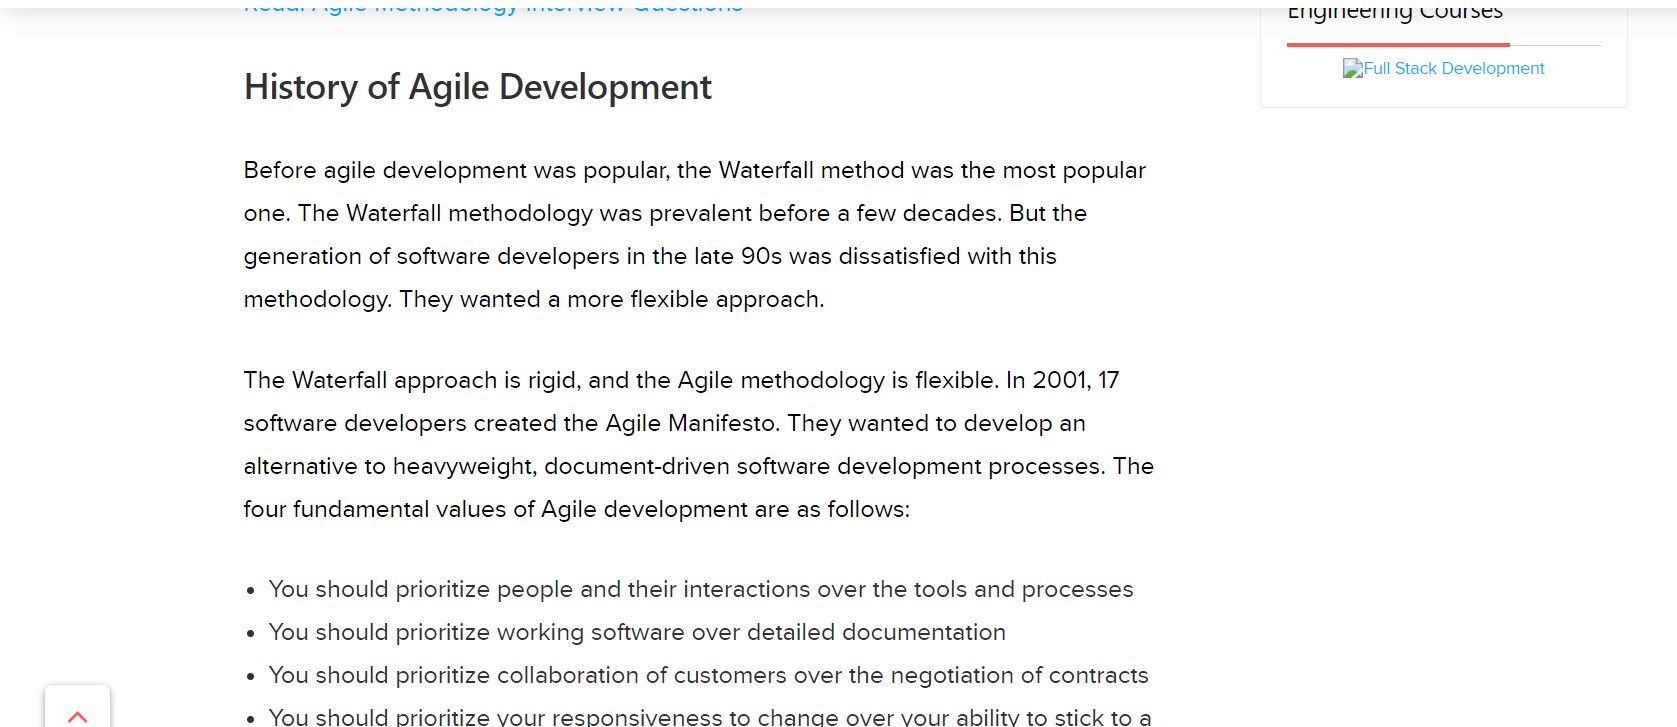 Read: Agile Methodology Interview Questions
Engineering Courses
Full Stack Development
History of Agile Development
Before agile development was popular, the Waterfall method was the most popular
one. The Waterfall methodology was prevalent before a few decades. But the
generation of software developers in the late 90s was dissatisfied with this
methodology. They wanted a more flexible approach.
The Waterfall approach is rigid, and the Agile methodology is flexible. In 2001, 17
software developers created the Agile Manifesto. They wanted to develop an
alternative to heavyweight, document-driven software development processes. The
four fundamental values of Agile development are as follows:
• You should prioritize people and their interactions over the tools and processes
• You should prioritize working software over detailed documentation
• You should prioritize collaboration of customers over the negotiation of contracts
• You should prioritize your responsiveness to change over your ability to stick to a